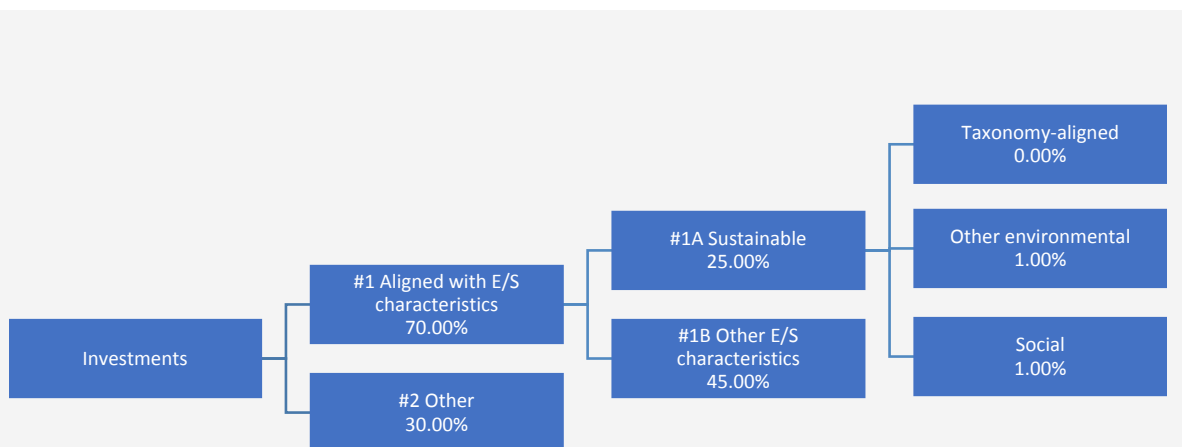 Investments
#1 Aligned with E/S
characteristics
70.00%
#2 Other
30.00%
#1A Sustainable
25.00%
#1B Other E/S
characteristics
45.00%
Taxonomy-aligned
0.00%
Other environmental
1.00%
Social
1.00%